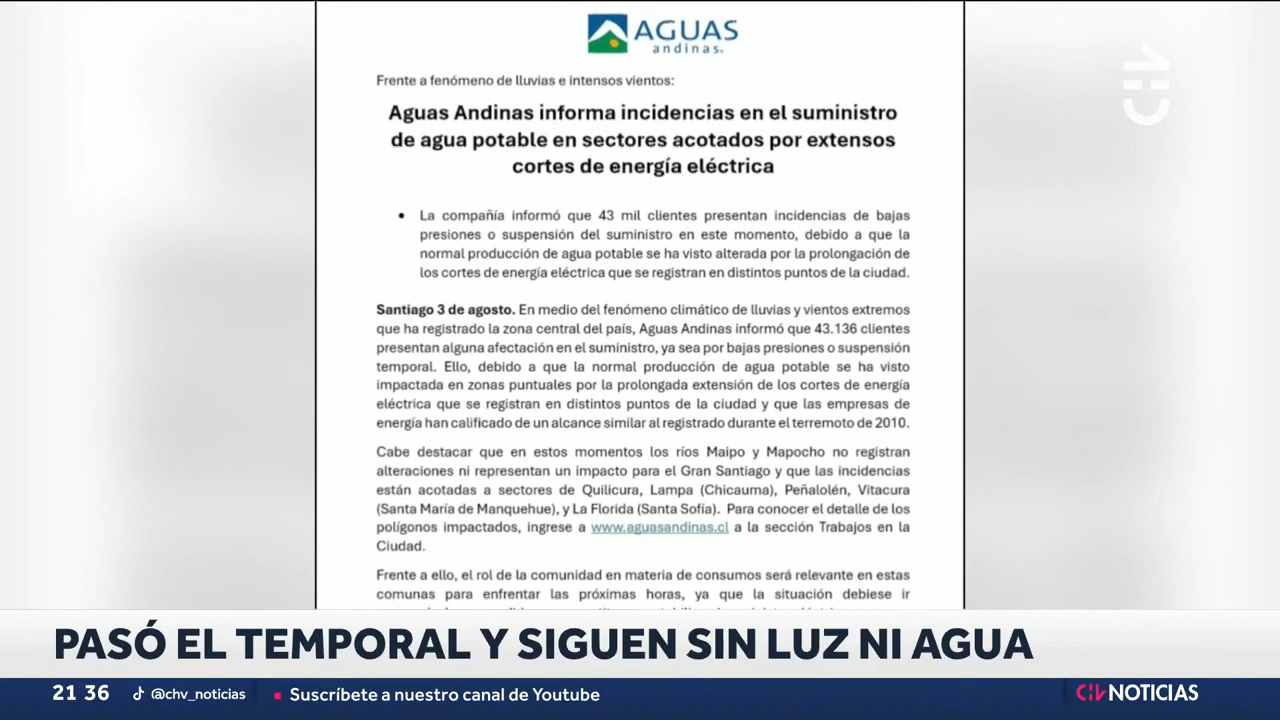 AGUAS
andinas.
CHV
Frente a fenómeno de lluvias e intensos vientos:
Aguas Andinas informa incidencias en el suministro
de agua potable en sectores acotados por extensos
cortes de energía eléctrica
• La compañía informó que 43 mil clientes presentan incidencias de bajas
presiones o suspensión del suministro en este momento, debido a que la
normal producción de agua potable se ha visto alterada por la prolongación de
los cortes de energía eléctrica que se registran en distintos puntos de la ciudad.
Santiago 3 de agosto. En medio del fenómeno climático de lluvias y vientos extremos
que ha registrado la zona central del país, Aguas Andinas informó que 43.136 clientes
presentan alguna afectación en el suministro, ya sea por bajas presiones o suspensión
temporal. Ello, debido a que la normal producción de agua potable se ha visto
impactada en zonas puntuales por la prolongada extensión de los cortes de energía
eléctrica que se registran en distintos puntos de la ciudad y que las empresas de
energía han calificado de un alcance similar al registrado durante el terremoto de 2010.
Cabe destacar que en estos momentos los ríos Maipo y Mapocho no registran
alteraciones ni representan un impacto para el Gran Santiago y que las incidencias
están acotadas a sectores de Quilicura, Lampa (Chicauma), Peñalolén, Vitacura
(Santa María de Manquehue), y La Florida (Santa Sofía). Para conocer el detalle de los
polígonos impactados, ingrese a www.aguasandinas.cl a la sección Trabajos en la
Ciudad.
Frente a ello, el rol de la comunidad en materia de consumos será relevante en estas
comunas para enfrentar las próximas horas, ya que la situación debiese ir
PASÓ EL TEMPORAL Y SIGUEN SIN LUZ NI AGUA
21 36 @chv_noticias Suscríbete a nuestro canal de Youtube CHV NOTICIAS